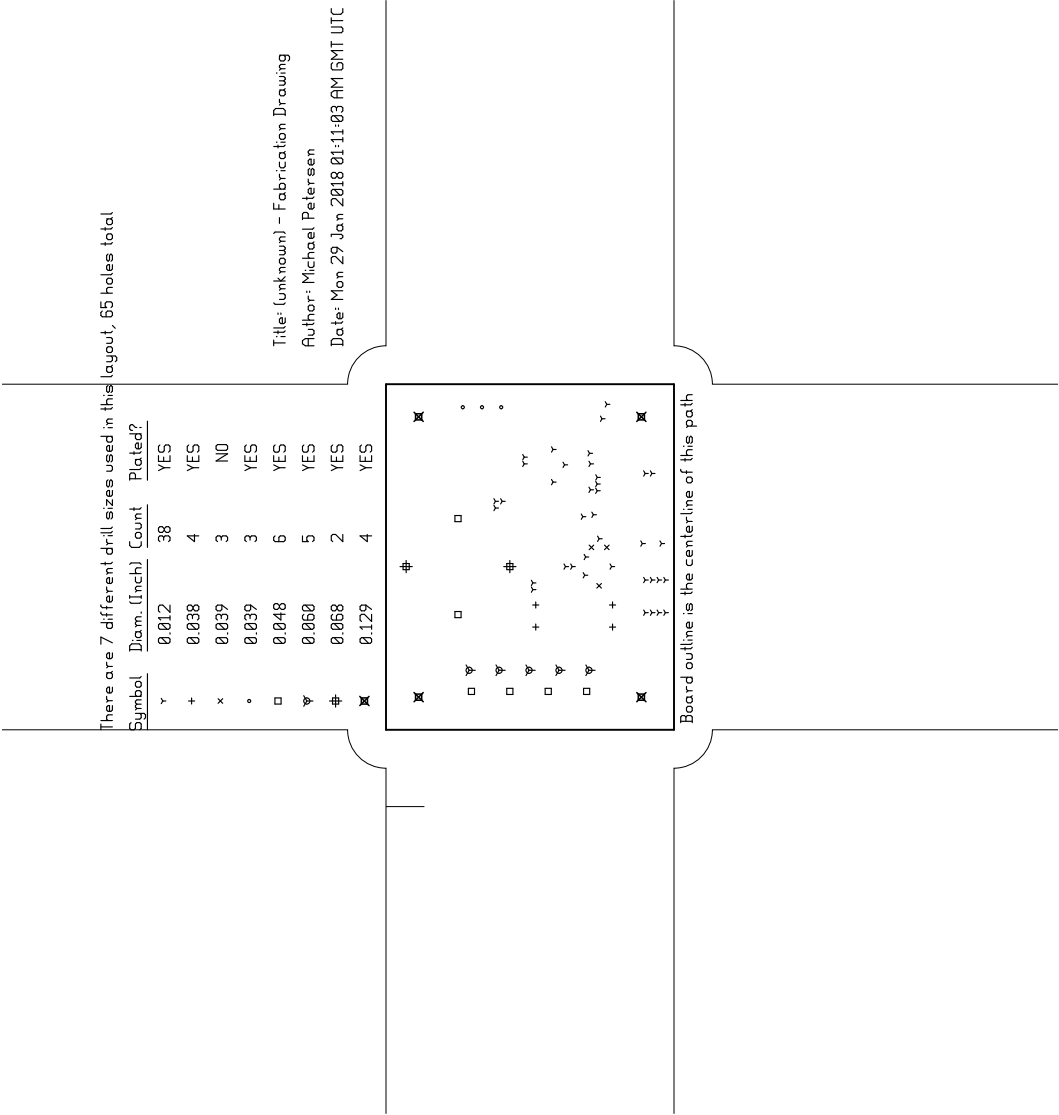 There are 7 different drill sizes used in this layout, 65 holes total
Symbol Diam. (Inch) Count Plated?
0.012 38 YES
0.038 4 YES
0.039 3 NO
0.039 3 YES
0.048 6 YES
0.060 5 YES
0.068 2 YES
0.129 4 YES
Title: (unknown) - Fabrication Drawing
Author: Michael Petersen
Date: Mon 29 Jan 2018 01:11:03 AM GMT UTC
Board outline is the centerline of this path